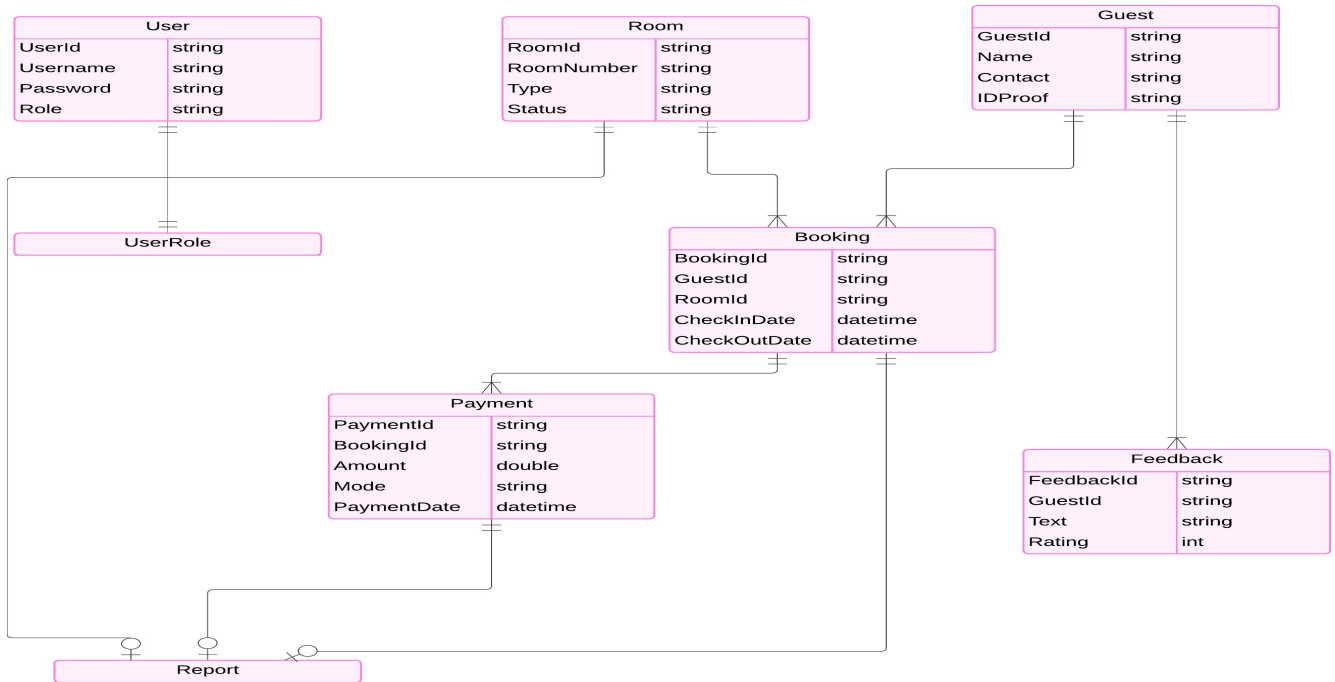 User
UserId string
Username string
Password string
Role string
Room
RoomId string
RoomNumber string
Type string
Status string
Guest
GuestId string
Name string
Contact string
IDProof string
UserRole
Booking
BookingId string
GuestId string
RoomId string
CheckInDate datetime
CheckOutDate datetime
Payment
PaymentId string
BookingId string
Amount double
Mode string
PaymentDate datetime
Feedback
FeedbackId string
GuestId string
Text string
Rating int
Report